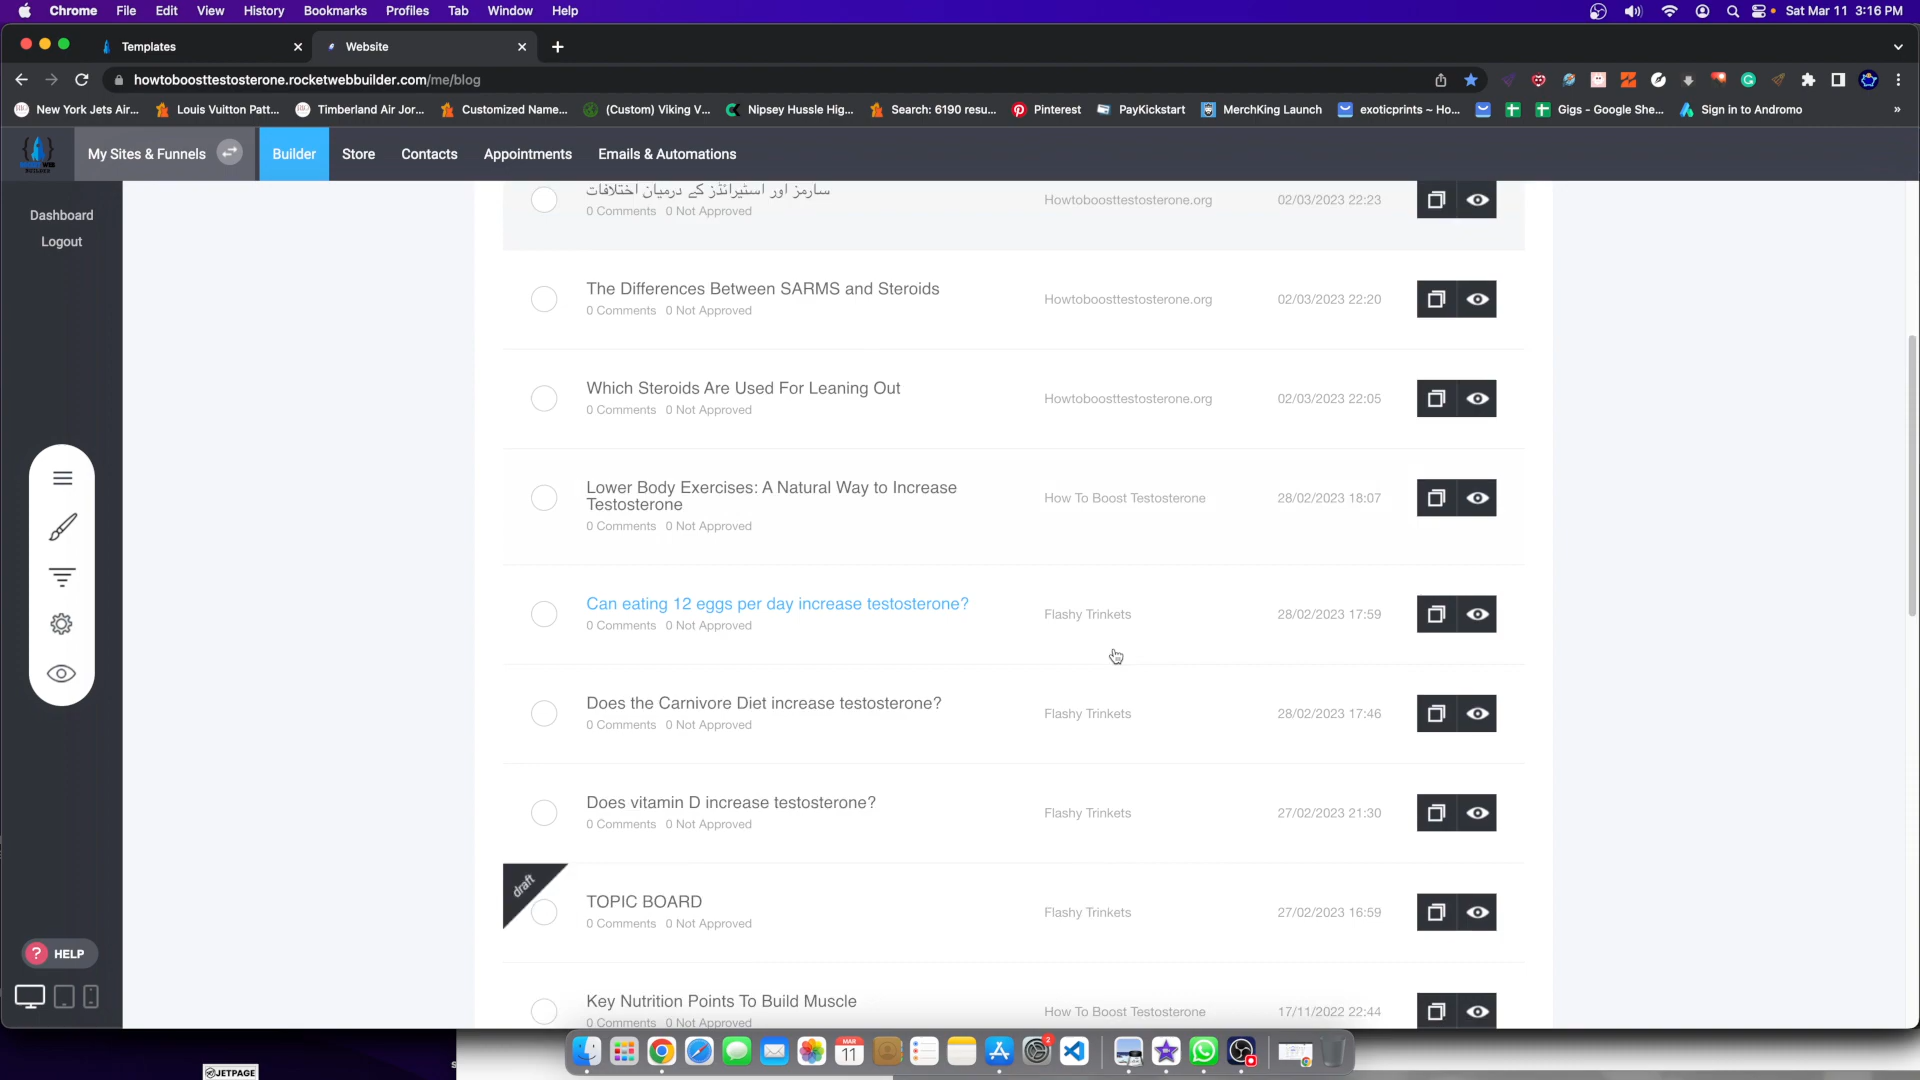 Chrome File Edit View History Bookmarks Profiles Tab Window Help Sat Mar 11 3:16 PM
Templates
Website
howtoboosttestosterone.rocketwebbuilder.com/me/blog
New York Jets Air... Louis Vuitton Patt... Timberland Air Jor... Customized Name... (Custom) Viking V... Nipsey Hussle Hig... Search: 6190 resu... Pinterest PayKickstart MerchKing Launch exoticprints ~ Ho... Gigs - Google She... Sign in to Andromo »
My Sites & Funnels Builder Store Contacts Appointments Emails & Automations
Dashboard
Logout
سارمز اور اسٹیرائڈز کے درمیان اختلافات
Howtoboosttestosterone.org 02/03/2023 22:23
0 Comments 0 Not Approved
The Differences Between SARMS and Steroids
Howtoboosttestosterone.org 02/03/2023 22:20
0 Comments 0 Not Approved
Which Steroids Are Used For Leaning Out
Howtoboosttestosterone.org 02/03/2023 22:05
0 Comments 0 Not Approved
Lower Body Exercises: A Natural Way to Increase
Testosterone
How To Boost Testosterone 28/02/2023 18:07
0 Comments 0 Not Approved
Can eating 12 eggs per day increase testosterone?
Flashy Trinkets 28/02/2023 17:59
0 Comments 0 Not Approved
Does the Carnivore Diet increase testosterone?
Flashy Trinkets 28/02/2023 17:46
0 Comments 0 Not Approved
Does vitamin D increase testosterone?
Flashy Trinkets 27/02/2023 21:30
0 Comments 0 Not Approved
draft
TOPIC BOARD
Flashy Trinkets 27/02/2023 16:59
0 Comments 0 Not Approved
Key Nutrition Points To Build Muscle
How To Boost Testosterone 17/11/2022 22:44
0 Comments 0 Not Approved
? HELP
MAR
11
2
JETPAGE